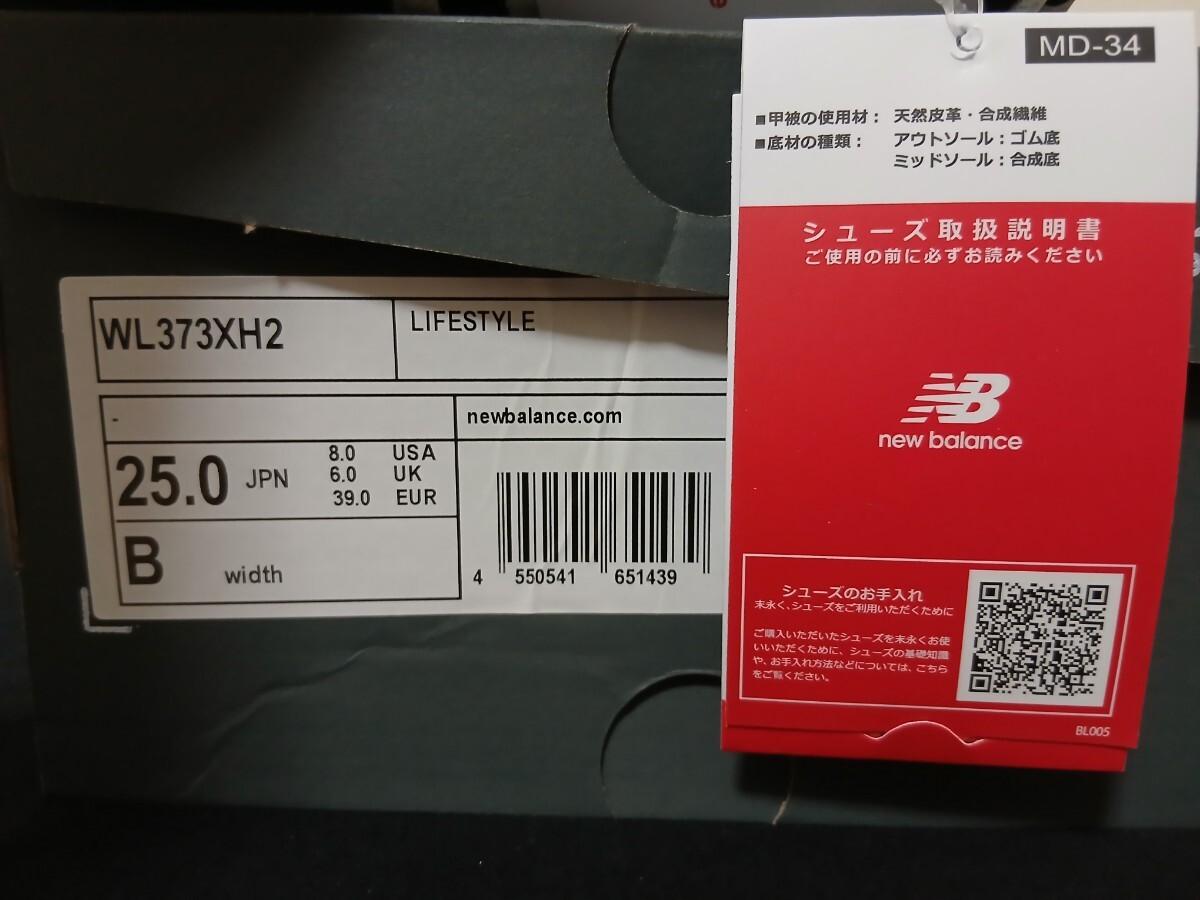 WL373XH2
LIFESTYLE
-
newbalance.com
25.0 JPN
8.0 USA
6.0 UK
39.0 EUR
B width
4 550541 651439
MD-34
■甲被の使用材： 天然皮革・合成繊維
■底材の種類： アウトソール：ゴム底
ミッドソール：合成底
シューズ取扱説明書
ご使用の前に必ずお読みください
NB
new balance
シューズのお手入れ
末永く、シューズをご利用いただくために
ご購入いただいたシューズを末永くお使
いいただくために、シューズの基礎知識
や、お手入れ方法などについては、こちら
をご覧ください。
BL005